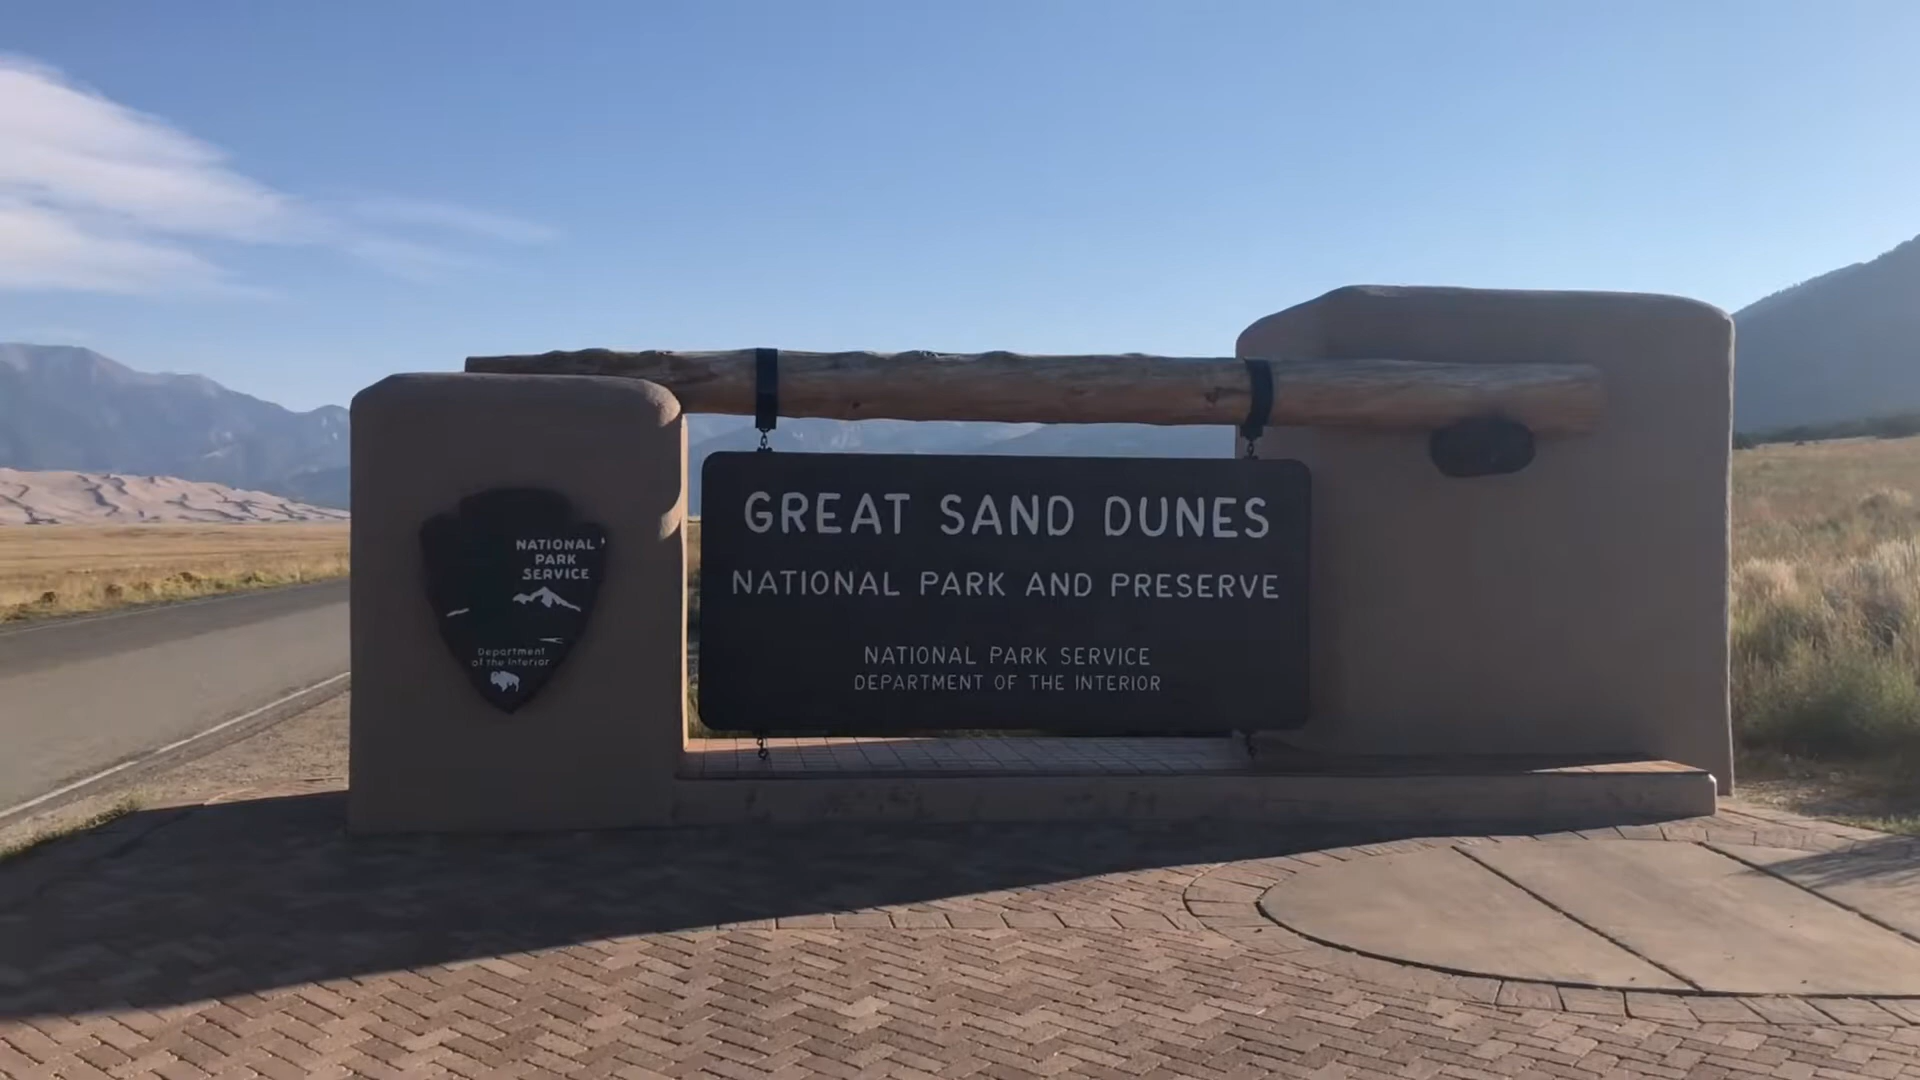 NATIONAL
PARK
SERVICE
Department
of the Interior
GREAT SAND DUNES
NATIONAL PARK AND PRESERVE
NATIONAL PARK SERVICE
DEPARTMENT OF THE INTERIOR